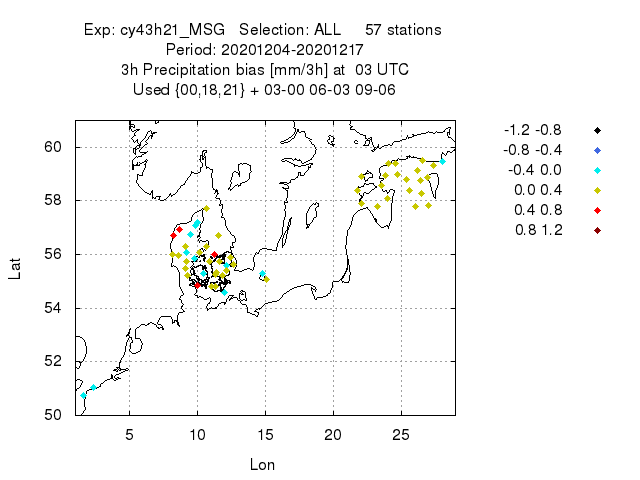 Exp: cy43h21_MSG Selection: ALL 57 stations
Period: 20201204-20201217
3h Precipitation bias [mm/3h] at 03 UTC
Used {00,18,21} + 03-00 06-03 09-06
-1.2 -0.8
-0.8 -0.4
-0.4 0.0
0.0 0.4
0.4 0.8
0.8 1.2
60
58
56
54
52
50
Lat
5 10 15 20 25
Lon